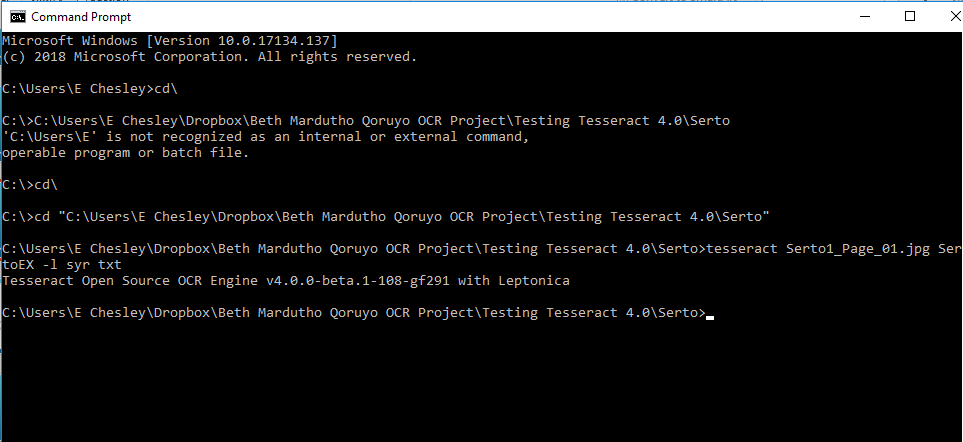 Command Prompt
Microsoft Windows [Version 10.0.17134.137]
(c) 2018 Microsoft Corporation. All rights reserved.
C:\Users\E Chesley>cd\
C:\>C:\Users\E Chesley\Dropbox\Beth Mardutho Qoruyo OCR Project\Testing Tesseract 4.0\Serto
'C:\Users\E' is not recognized as an internal or external command,
operable program or batch file.
C:\>cd\
C:\>cd "C:\Users\E Chesley\Dropbox\Beth Mardutho Qoruyo OCR Project\Testing Tesseract 4.0\Serto"
C:\Users\E Chesley\Dropbox\Beth Mardutho Qoruyo OCR Project\Testing Tesseract 4.0\Serto>tesseract Serto1_Page_01.jpg Ser
toEX -l syr txt
Tesseract Open Source OCR Engine v4.0.0-beta.1-108-gf291 with Leptonica
C:\Users\E Chesley\Dropbox\Beth Mardutho Qoruyo OCR Project\Testing Tesseract 4.0\Serto>